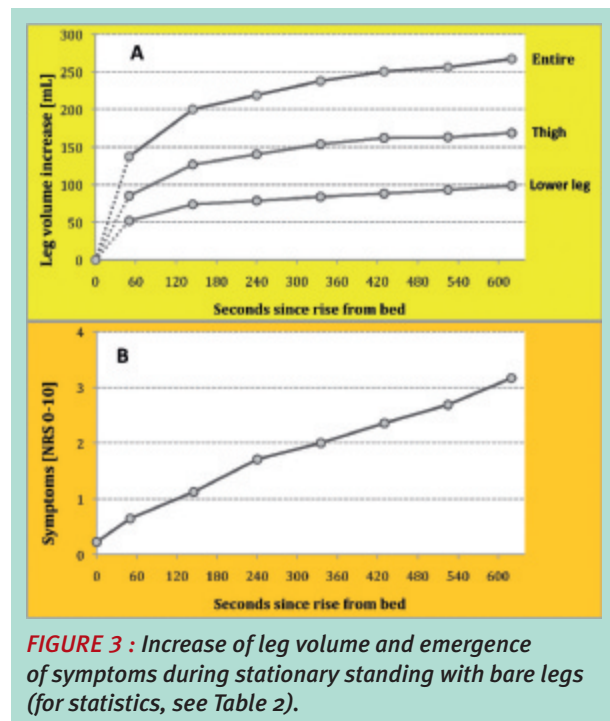 A
Leg volume increase [mL]
300
250
200
150
100
50
0
Entire
Thigh
Lower leg
0 60 120 180 240 300 360 420 480 540 600
Seconds since rise from bed
B
Symptoms [NRS 0-10]
4
3
2
1
0
0 60 120 180 240 300 360 420 480 540 600
Seconds since rise from bed
FIGURE 3 : Increase of leg volume and emergence
of symptoms during stationary standing with bare legs
(for statistics, see Table 2).